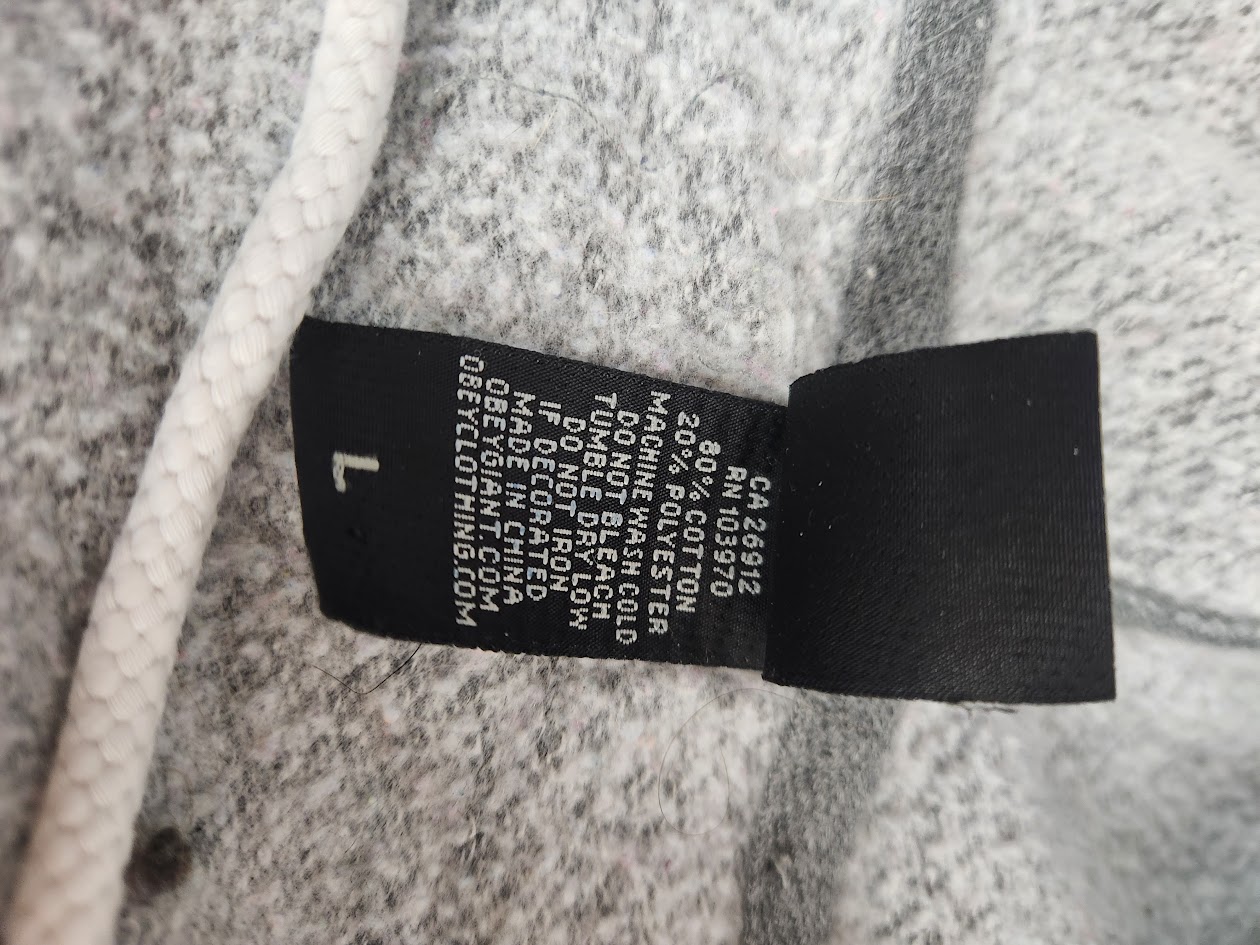 CA 26912
RN 103970
80% COTTON
20% POLYESTER
MACHINE WASH COLD
DO NOT BLEACH
TUMBLE DRY LOW
DO NOT IRON
IF DECORATED
MADE IN CHINA
OBEYGIANT.COM
OBEYCLOTHING.COM
L